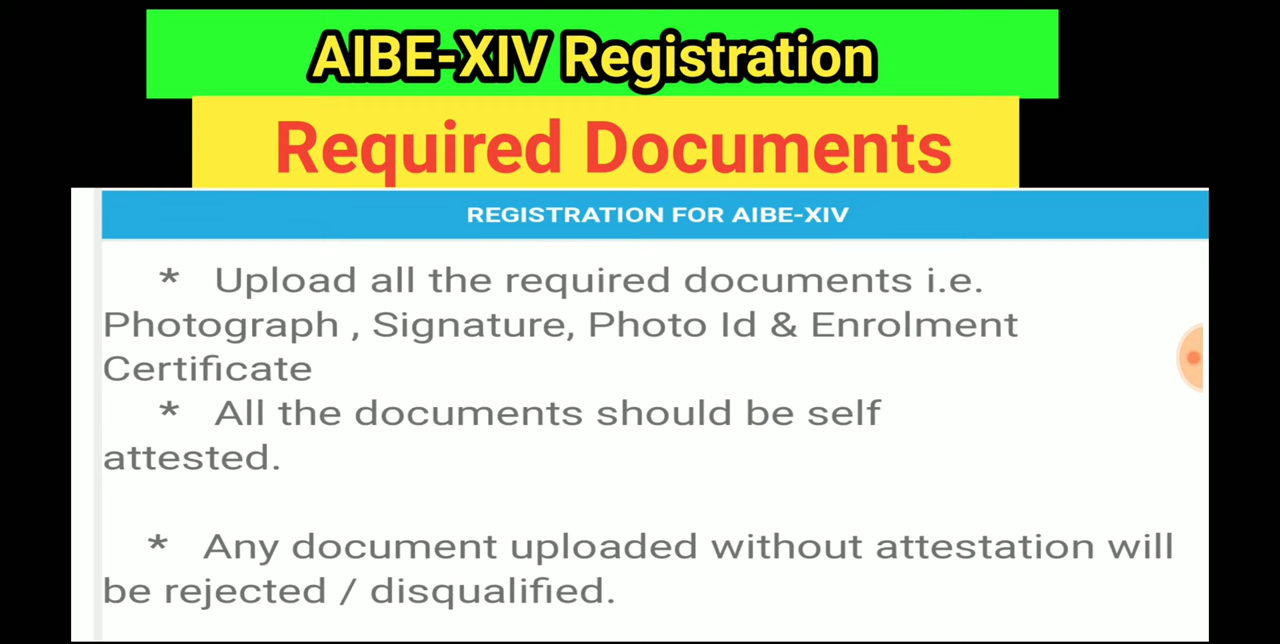 AIBE-XIV Registration
Required Documents
REGISTRATION FOR AIBE-XIV
* Upload all the required documents i.e.
Photograph , Signature, Photo Id & Enrolment
Certificate
* All the documents should be self
attested.
* Any document uploaded without attestation will
be rejected / disqualified.